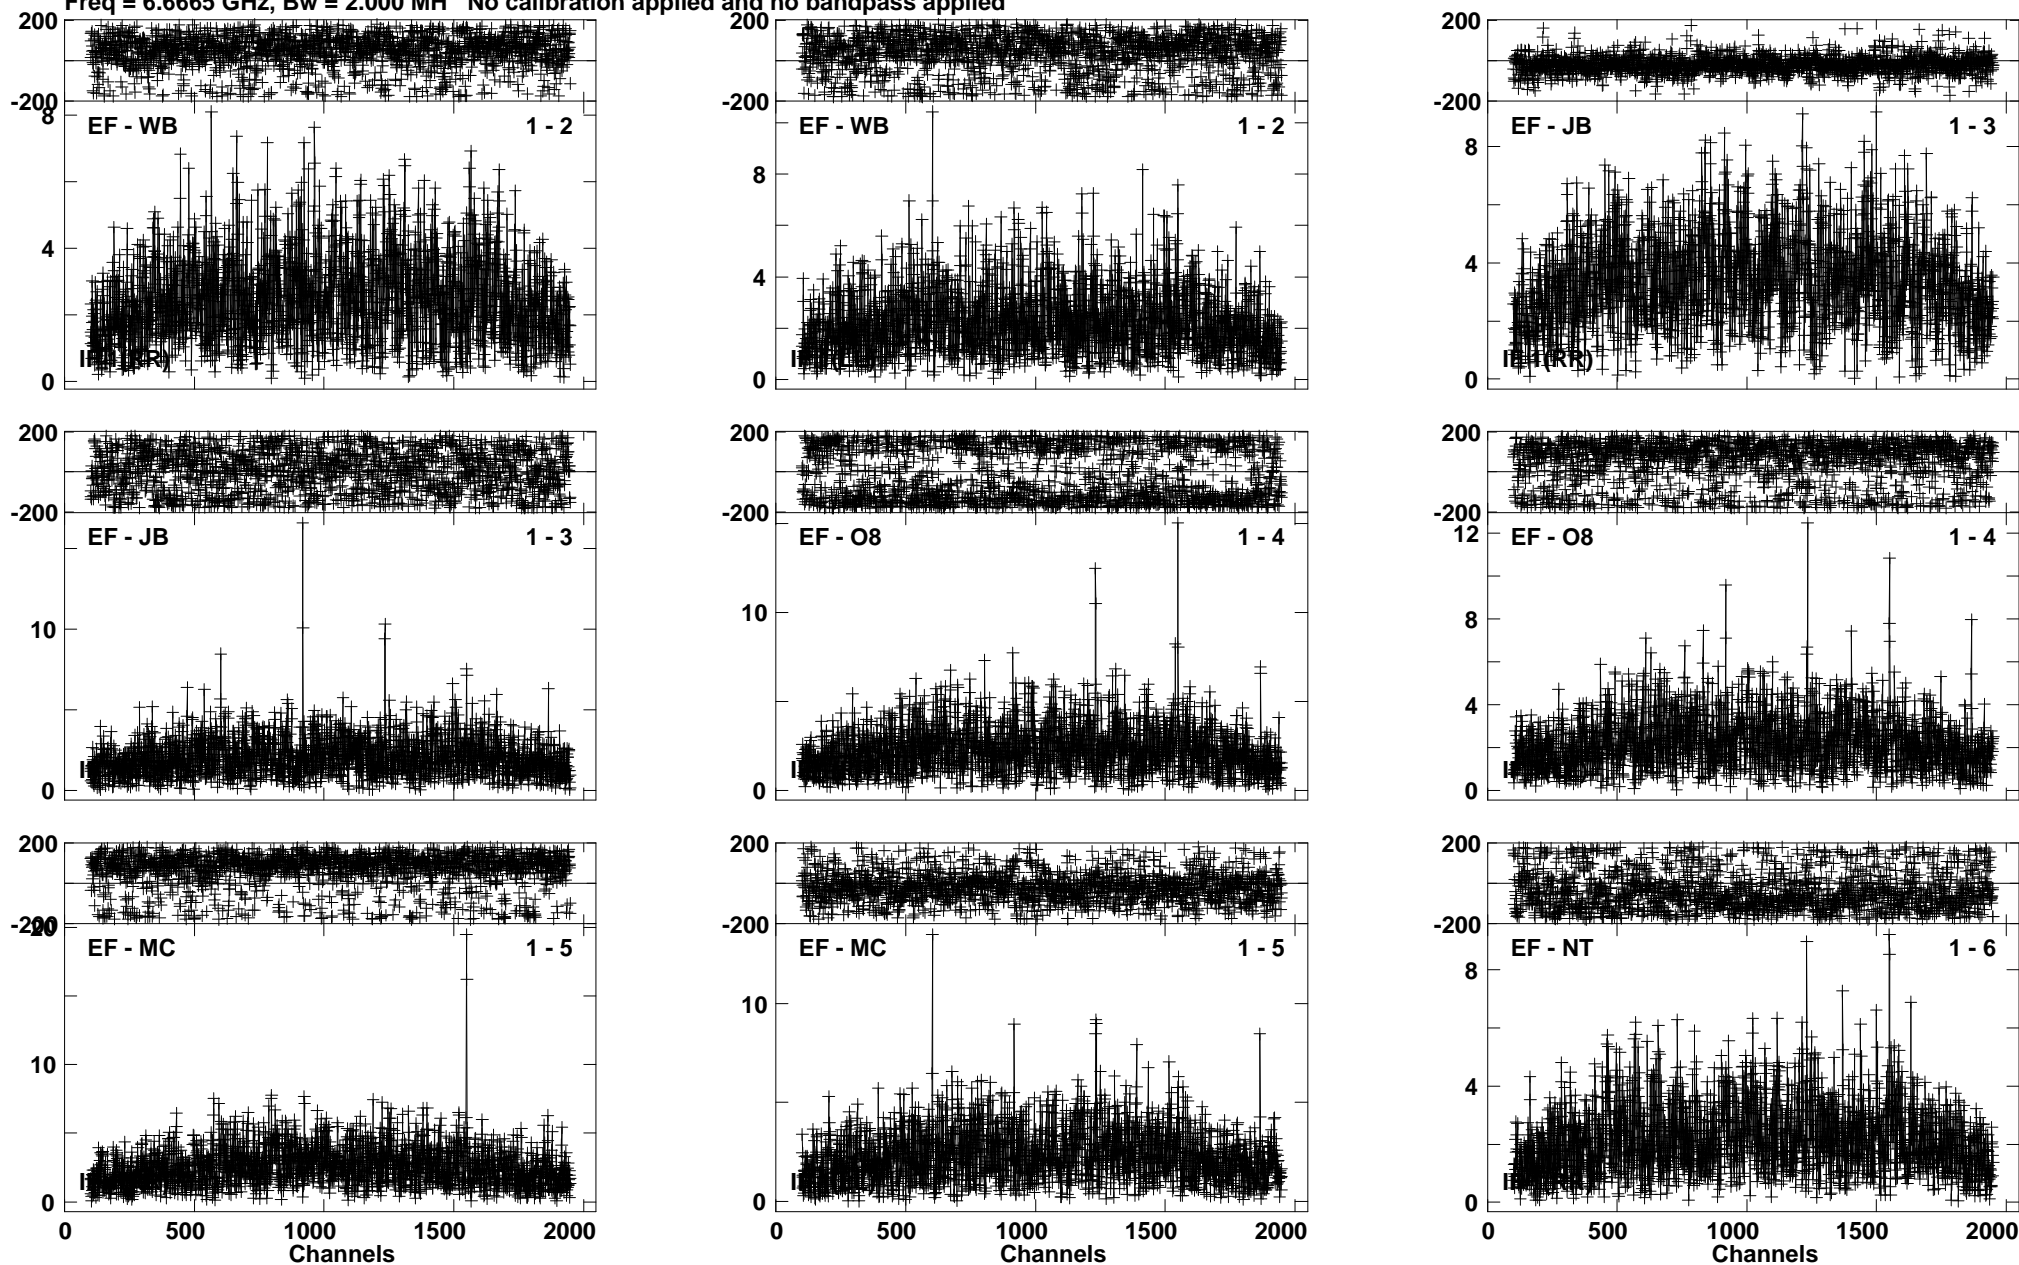 Freq = 6.6665 GHz, Bw = 2.000 MH No calibration applied and no bandpass applied
200 200 200
-200 -200 -200
EF - WB 1 - 2 EF - WB 1 - 2 EF - JB 1 - 3
8
4
0
8
4
0
8
4
0
IF 1(RR)
200 200 200
-200 -200 -200
EF - JB 1 - 3 EF - O8 1 - 4 EF - O8 1 - 4
10
0
10
0
12
8
4
0
200 200 200
-200 -200 -200
EF - MC 1 - 5 EF - MC 1 - 5 EF - NT 1 - 6
20
10
0
10
0
8
4
0
0 500 1000 1500 2000 0 500 1000 1500 2000 0 500 1000 1500 2000
Channels Channels Channels